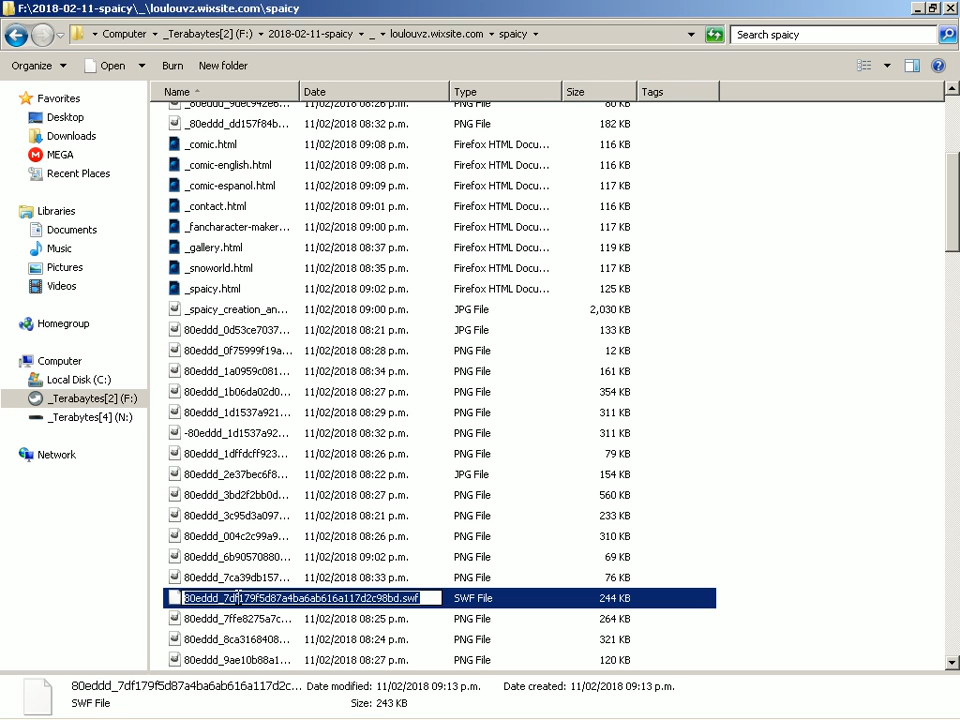 F:\2018-02-11-spaicy\_\loulouvz.wixsite.com\spaicy
Computer _Terabaytes[2] (F:) 2018-02-11-spaicy _ loulouvz.wixsite.com spaicy
Search spaicy
Organize Open Burn New folder
Name Date Type Size Tags
Favorites
Desktop
Downloads
MEGA
Recent Places
Libraries
Documents
Music
Pictures
Videos
Homegroup
Computer
Local Disk (C:)
_Terabaytes[2] (F:)
_Terabytes[4] (N:)
Network
_80eddd_9dec942e6... 11/02/2018 08:26 p.m. PNG File 80 KB
_80eddd_dd157f84b... 11/02/2018 08:32 p.m. PNG File 182 KB
_comic.html 11/02/2018 09:08 p.m. Firefox HTML Docu... 116 KB
_comic-english.html 11/02/2018 09:08 p.m. Firefox HTML Docu... 116 KB
_comic-espanol.html 11/02/2018 09:09 p.m. Firefox HTML Docu... 117 KB
_contact.html 11/02/2018 09:01 p.m. Firefox HTML Docu... 116 KB
_fancharacter-maker... 11/02/2018 09:00 p.m. Firefox HTML Docu... 117 KB
_gallery.html 11/02/2018 08:37 p.m. Firefox HTML Docu... 119 KB
_snoworld.html 11/02/2018 08:35 p.m. Firefox HTML Docu... 117 KB
_spaicy.html 11/02/2018 09:02 p.m. Firefox HTML Docu... 125 KB
_spaicy_creation_an... 11/02/2018 09:00 p.m. JPG File 2,030 KB
80eddd_0d53ce7037... 11/02/2018 08:21 p.m. JPG File 133 KB
80eddd_0f75999f19a... 11/02/2018 08:28 p.m. PNG File 12 KB
80eddd_1a0959c081... 11/02/2018 08:34 p.m. PNG File 161 KB
80eddd_1b06da02d0... 11/02/2018 08:27 p.m. PNG File 354 KB
80eddd_1d1537a921... 11/02/2018 08:29 p.m. PNG File 311 KB
-80eddd_1d1537a92... 11/02/2018 08:32 p.m. PNG File 311 KB
80eddd_1dffdcff923... 11/02/2018 08:26 p.m. PNG File 79 KB
80eddd_2e37bec6f8... 11/02/2018 08:22 p.m. JPG File 154 KB
80eddd_3bd2f2bb0d... 11/02/2018 08:27 p.m. PNG File 560 KB
80eddd_3c95d3a097... 11/02/2018 08:21 p.m. PNG File 233 KB
80eddd_004c2c99a9... 11/02/2018 08:26 p.m. PNG File 310 KB
80eddd_6b90570880... 11/02/2018 09:02 p.m. PNG File 69 KB
80eddd_7ca39db157... 11/02/2018 08:33 p.m. PNG File 76 KB
80eddd_7df179f5d87a4ba6ab616a117d2c98bd.swf SWF File 244 KB
80eddd_7ffe8275a7c... 11/02/2018 08:25 p.m. PNG File 264 KB
80eddd_8ca3168408... 11/02/2018 08:24 p.m. PNG File 321 KB
80eddd_9ae10b88a1... 11/02/2018 08:27 p.m. PNG File 120 KB
80eddd_7df179f5d87a4ba6ab616a117d2c... Date modified: 11/02/2018 09:13 p.m. Date created: 11/02/2018 09:13 p.m.
SWF File Size: 243 KB